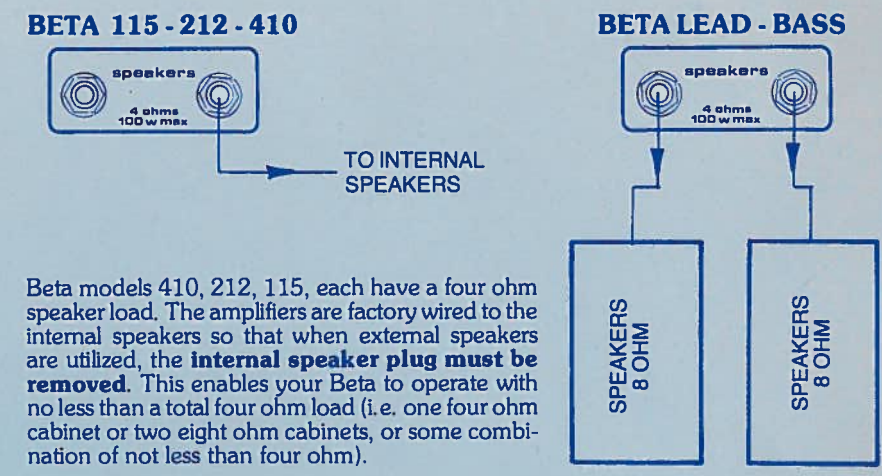 BETA 115 - 212 - 410
speakers
4 ohms
100 w max
TO INTERNAL
SPEAKERS
BETA LEAD - BASS
speakers
4 ohms
100 w max
SPEAKERS
8 OHM
SPEAKERS
8 OHM
Beta models 410, 212, 115, each have a four ohm
speaker load. The amplifiers are factory wired to the
internal speakers so that when external speakers
are utilized, the internal speaker plug must be
removed. This enables your Beta to operate with
no less than a total four ohm load (i.e. one four ohm
cabinet or two eight ohm cabinets, or some combi-
nation of not less than four ohm).